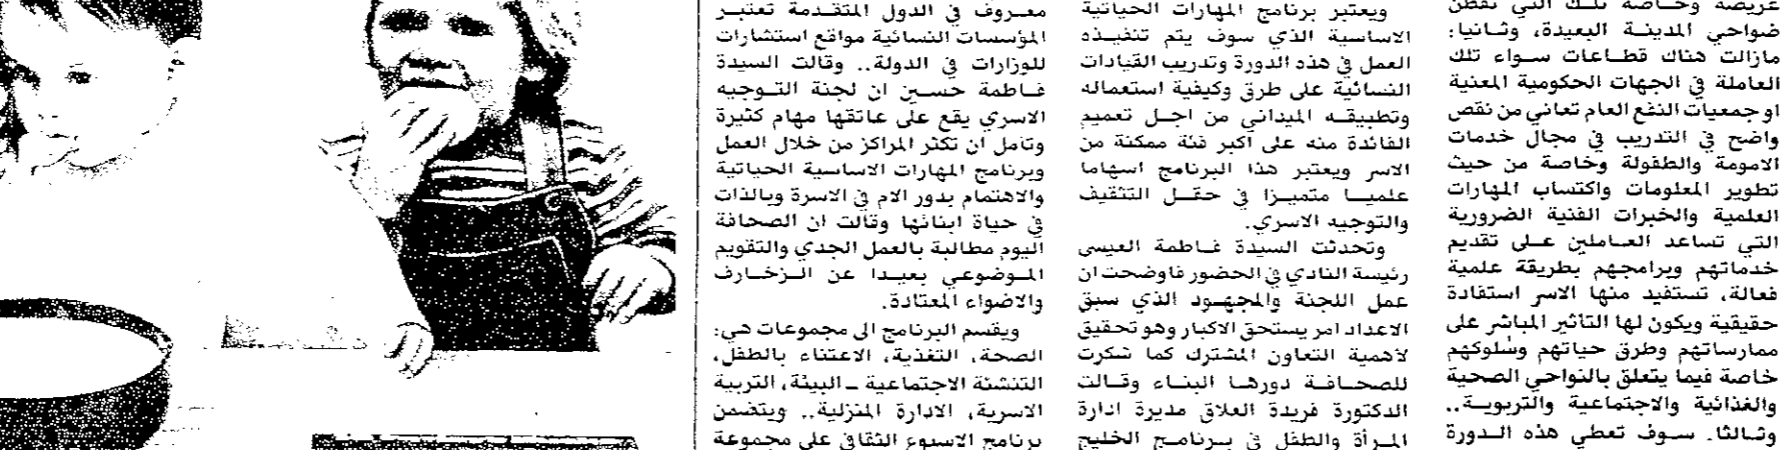 عريضة وخاصة تلك التي تقطن
ضواحي المدينة البعيدة، وثانيا:
مازالت هناك قطاعات سواء تلك
العاملة في الجهات الحكومية المعنية
او جمعيات النفع العام تعاني من نقص
واضح في التدريب في مجال خدمات
الامومة والطفولة وخاصة من حيث
تطوير المعلومات واكتساب المهارات
العلمية والخبرات الفنية الضرورية
التي تساعد العاملين على تقديم
خدماتهم وبرامجهم بطريقة علمية
فعالة، تستفيد منها الاسر استفادة
حقيقية ويكون لها التأثير المباشر على
ممارساتهم وطرق حياتهم وسلوكهم
خاصة فيما يتعلق بالنواحي الصحية
والغذائية والاجتماعية والتربوية..
وثالثا. سوف تعطي هذه الدورة
ويعتبر برنامج المهارات الحياتية
الاساسية الذي سوف يتم تنفيذه
العمل في هذه الدورة وتدريب القيادات
النسائية على طرق وكيفية استعماله
وتطبيقه الميداني من اجل تعميم
الفائدة منه على أكبر فئة ممكنة من
الاسر ويعتبر هذا البرنامج اسهاما
علميا متميزا في حقل التثقيف
والتوجيه الاسري.
وتحدثت السيدة فاطمة العيسى
رئيسة النادي في الحضور فاوضحت ان
عمل اللجنة والمجهود الذي سبق
الاعداد امر يستحق الاكبار وهو تحقيق
لأهمية التعاون المشترك كما شكرت
للصحافة دورها البناء وقالت
الدكتورة فريدة العلاق مديرة ادارة
المرأة والطفل في برنامج الخليج
معروف في الدول المتقدمة تعتبر
المؤسسات النسائية مواقع استشارات
للوزارات في الدولة.. وقالت السيدة
فاطمة حسين ان لجنة التوجيه
الاسري يقع على عاتقها مهام كثيرة
وتامل ان تكثر المراكز من خلال العمل
وبرنامج المهارات الاساسية الحياتية
والاهتمام بدور الام في الاسرة وبالذات
في حياة ابنائها وقالت ان الصحافة
اليوم مطالبة بالعمل الجدي والتقويم
الموضوعي بعيدا عن الزخارف
والاضواء المعتادة.
ويقسم البرنامج الى مجموعات هي:
الصحة، التغذية، الاعتناء بالطفل،
التنشئة الاجتماعية ـ البيئة، التربية
الاسرية، الادارة المنزلية.. ويتضمن
برنامج الاسبوع الثقافي على مجموعة